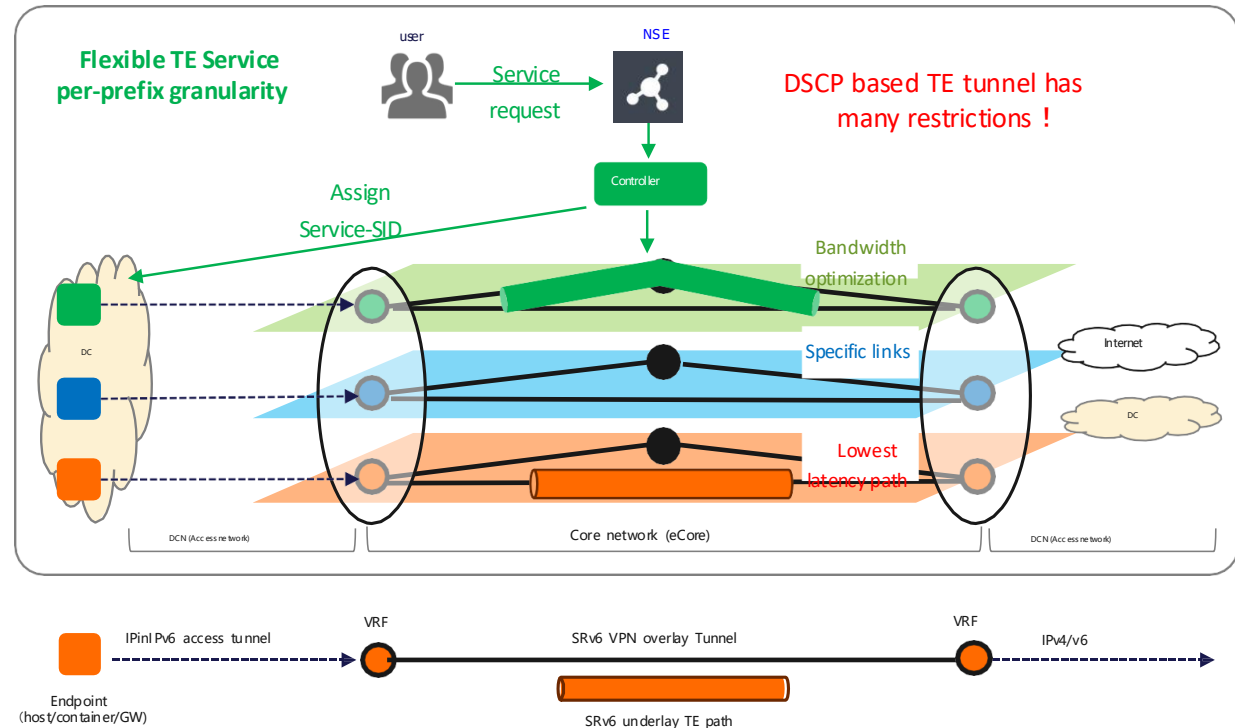 user
NSE
Flexible TE Service
per-prefix granularity
Service
request
DSCP based TE tunnel has
many restrictions！
Controller
Assign
Service-SID
Bandwidth
optimization
DC
Specific links
Internet
DC
Lowest
latency path
DCN (Access network)
Core network (eCore)
DCN (Access network)
VRF
VRF
IPinIPv6 access tunnel
SRv6 VPN overlay Tunnel
IPv4/v6
Endpoint
(host/container/GW)
SRv6 underlay TE path